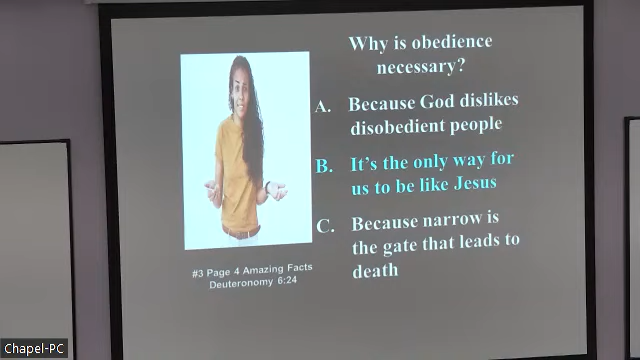 Why is obedience
necessary?
A. Because God dislikes
disobedient people
B. It's the only way for
us to be like Jesus
C. Because narrow is
the gate that leads to
death
#3 Page 4 Amazing Facts
Deuteronomy 6:24
Chapel-PC